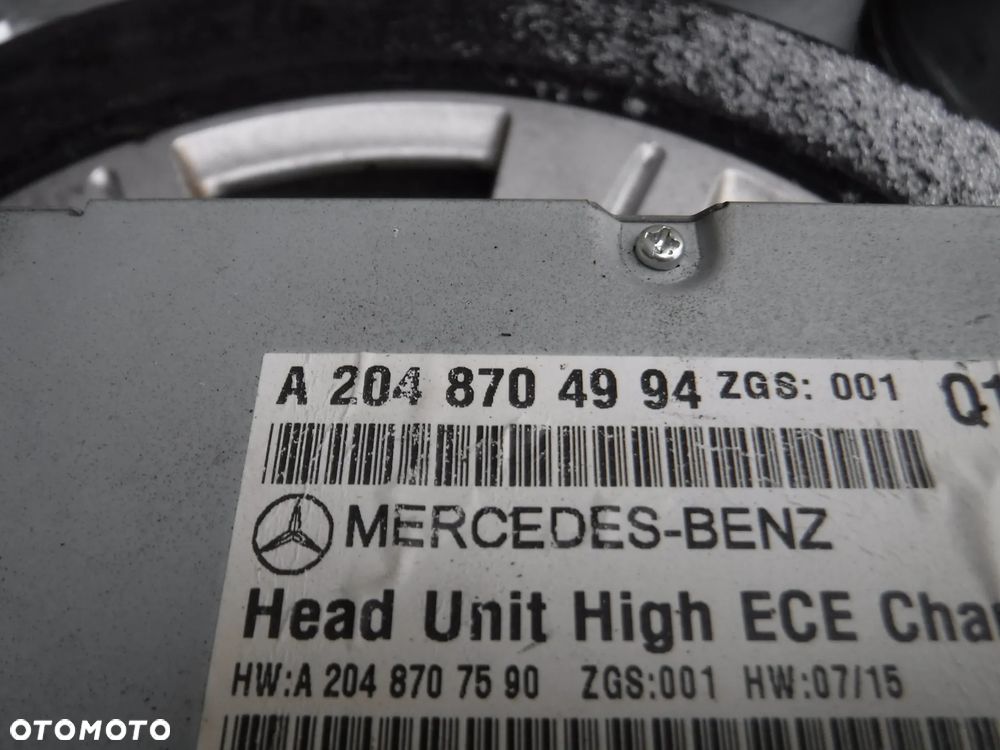 A 204 870 49 94 ZGS: 001
MERCEDES-BENZ
Head Unit High ECE
HW:A 204 870 75 90 ZGS:001 HW:07/15
OTOMOTO